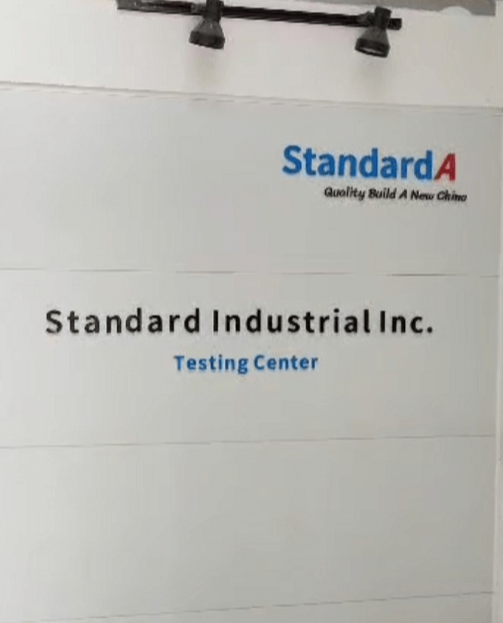 StandardA
Quality Build A New China
Standard Industrial Inc.
Testing Center